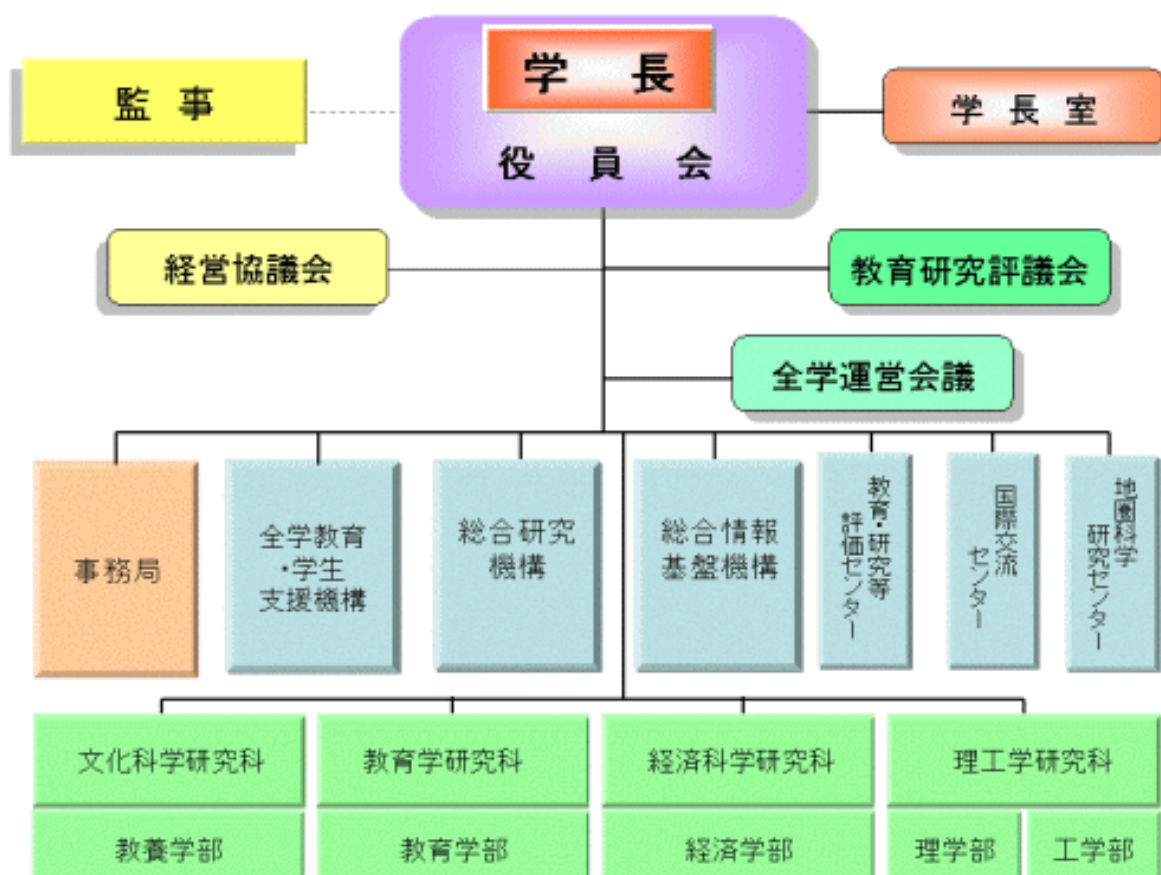 学長
監事
学長室
役員会
経営協議会
教育研究評議会
全学運営会議
事務局
全学教育
・学生
支援機構
総合研究
機構
総合情報
基盤機構
教育・研究等
評価センター
国際交流
センター
地圏科学
研究センター
文化科学研究科
教育学研究科
経済科学研究科
理工学研究科
教養学部
教育学部
経済学部
理学部
工学部